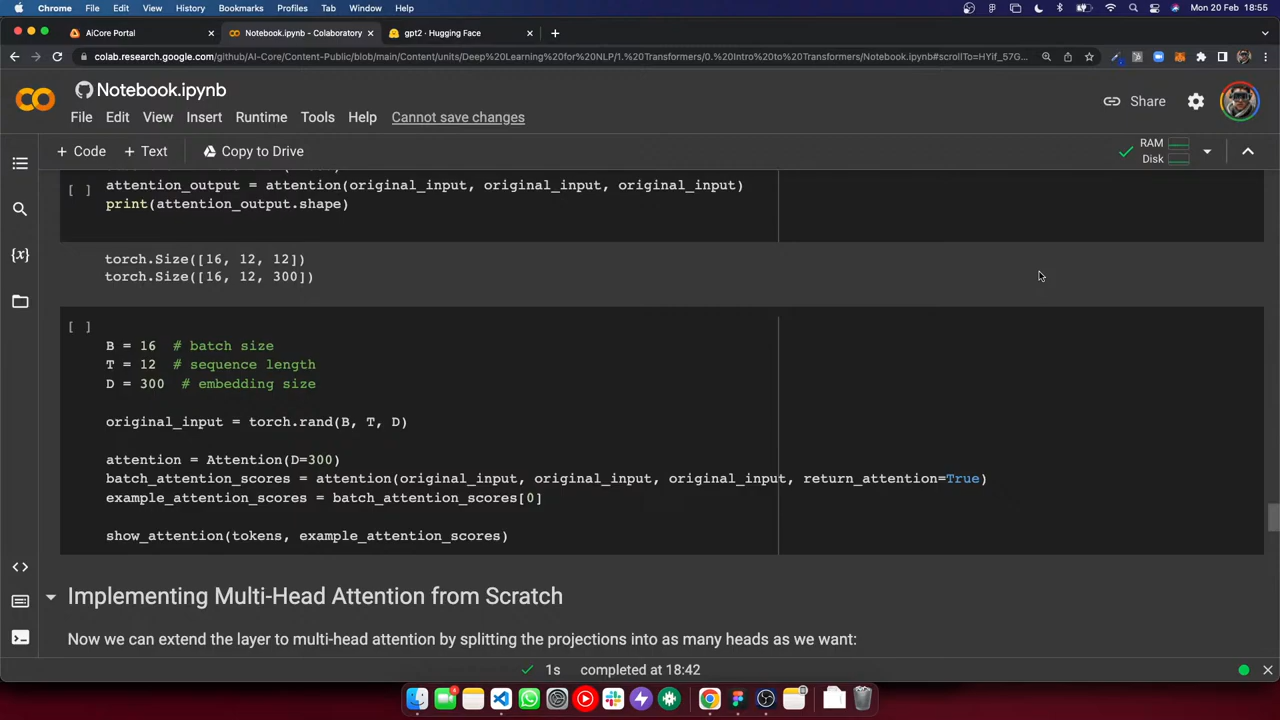 Chrome File Edit View History Bookmarks Profiles Tab Window Help Mon 20 Feb 18:55
AiCore Portal × Notebook.ipynb - Colaboratory × gpt2 · Hugging Face × +
colab.research.google.com/github/AI-Core/Content-Public/blob/main/Content/units/Deep%20Learning%20for%20NLP/1.%20Transformers/0.%20Intro%20to%20Transformers/Notebook.ipynb#scrollTo=HYif_57G...
Notebook.ipynb
Share
File Edit View Insert Runtime Tools Help Cannot save changes
+ Code + Text Copy to Drive
RAM
Disk
attention_output = attention(original_input, original_input, original_input)
[ ]
print(attention_output.shape)
torch.Size([16, 12, 12])
torch.Size([16, 12, 300])
[ ]
B = 16 # batch size
T = 12 # sequence length
D = 300 # embedding size
original_input = torch.rand(B, T, D)
attention = Attention(D=300)
batch_attention_scores = attention(original_input, original_input, original_input, return_attention=True)
example_attention_scores = batch_attention_scores[0]
show_attention(tokens, example_attention_scores)
Implementing Multi-Head Attention from Scratch
Now we can extend the layer to multi-head attention by splitting the projections into as many heads as we want:
1s completed at 18:42